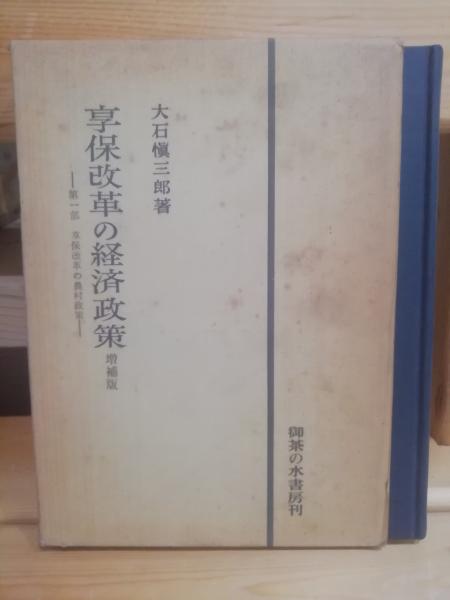 大石慎三郎著
享保改革の経済政策 増補版
――第一部 享保改革の農村政策――
御茶の水書房刊